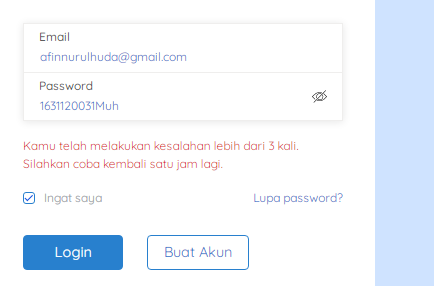 Email
afinnurulhuda@gmail.com
Password
1631120031Muh
Kamu telah melakukan kesalahan lebih dari 3 kali.
Silahkan coba kembali satu jam lagi.
Ingat saya
Lupa password?
Login
Buat Akun